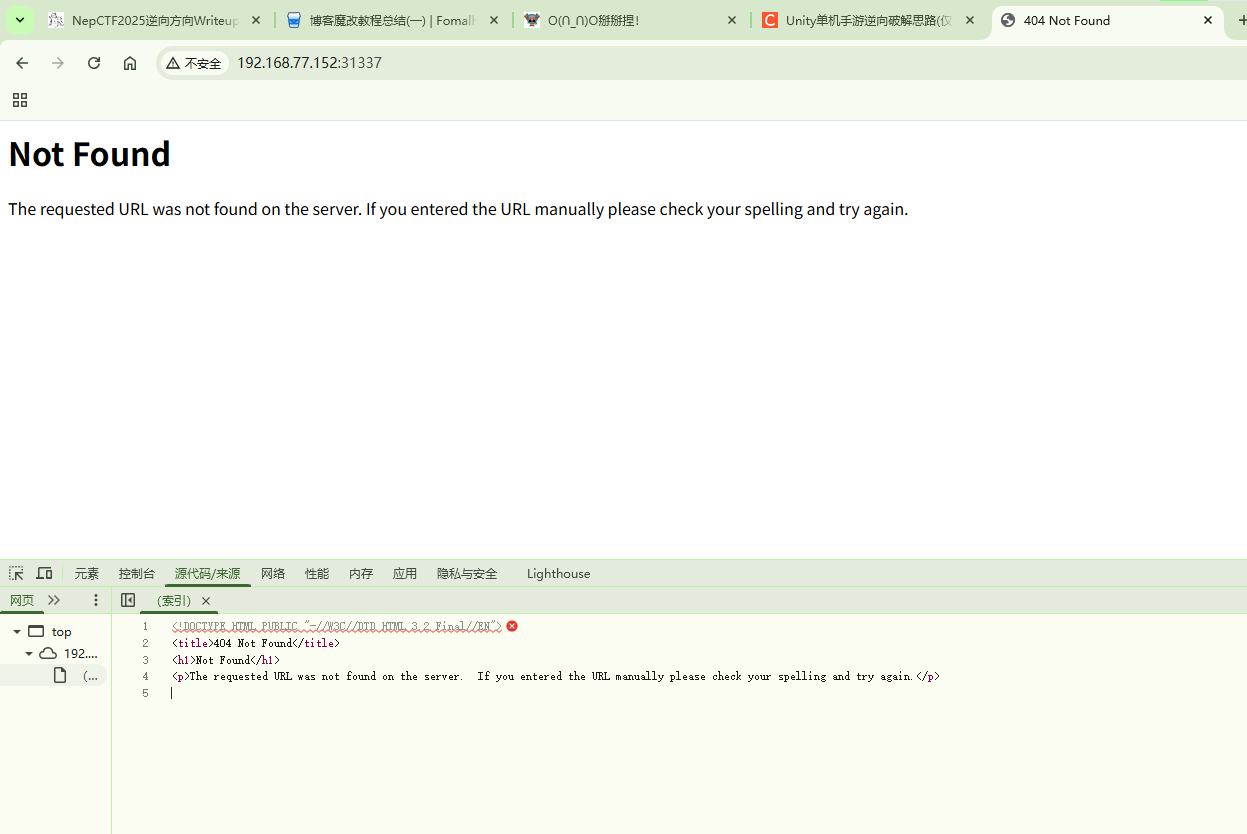 NepCTF2025逆向方向Writeup
博客魔改教程总结(一) | Fomalh
O(∩_∩)O掰掰捏!
Unity单机手游逆向破解思路(仅
404 Not Found
不安全
192.168.77.152:31337
Not Found
The requested URL was not found on the server. If you entered the URL manually please check your spelling and try again.
元素 控制台 源代码/来源 网络 性能 内存 应用 隐私与安全 Lighthouse
网页 (索引)
top
192....
(...
1 <!DOCTYPE HTML PUBLIC "-//W3C//DTD HTML 3.2 Final//EN">
2 <title>404 Not Found</title>
3 <h1>Not Found</h1>
4 <p>The requested URL was not found on the server.  If you entered the URL manually please check your spelling and try again.</p>
5